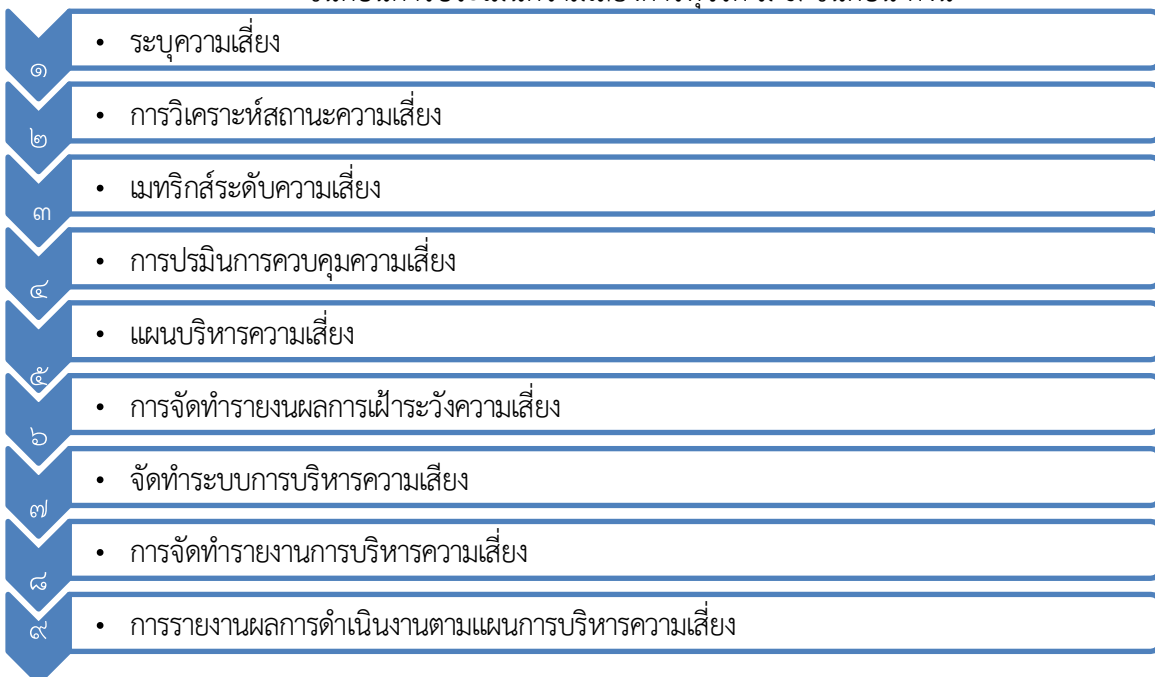 ๑
• ระบุความเสี่ยง
๒
• การวิเคราะห์สถานะความเสี่ยง
๓
• เมทริกส์ระดับความเสี่ยง
๔
• การปรมินการควบคุมความเสี่ยง
๕
• แผนบริหารความเสี่ยง
๖
• การจัดทำรายงนผลการเฝ้าระวังความเสี่ยง
๗
• จัดทำระบบการบริหารความเสียง
๘
• การจัดทำรายงานการบริหารความเสี่ยง
๙
• การรายงานผลการดำเนินงานตามแผนการบริหารความเสี่ยง